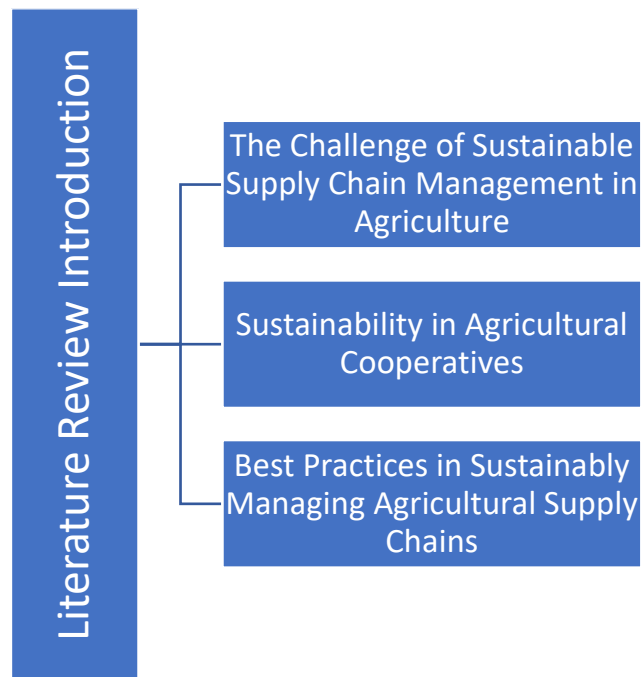 Literature Review Introduction
The Challenge of Sustainable
Supply Chain Management in
Agriculture
Sustainability in Agricultural
Cooperatives
Best Practices in Sustainably
Managing Agricultural Supply
Chains